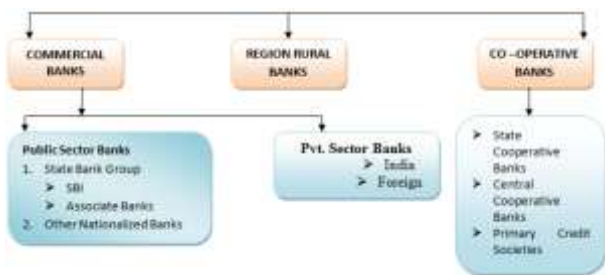 COMMERCIAL
BANKS
REGION RURAL
BANKS
CO –OPERATIVE
BANKS
Public Sector Banks
1. State Bank Group
➤ SBI
➤ Associate Banks
2. Other Nationalized Banks
Pvt. Sector Banks
➤ India
➤ Foreign
➤ State
Cooperative
Banks
➤ Central
Cooperative
Banks
➤ Primary Credit
Societies